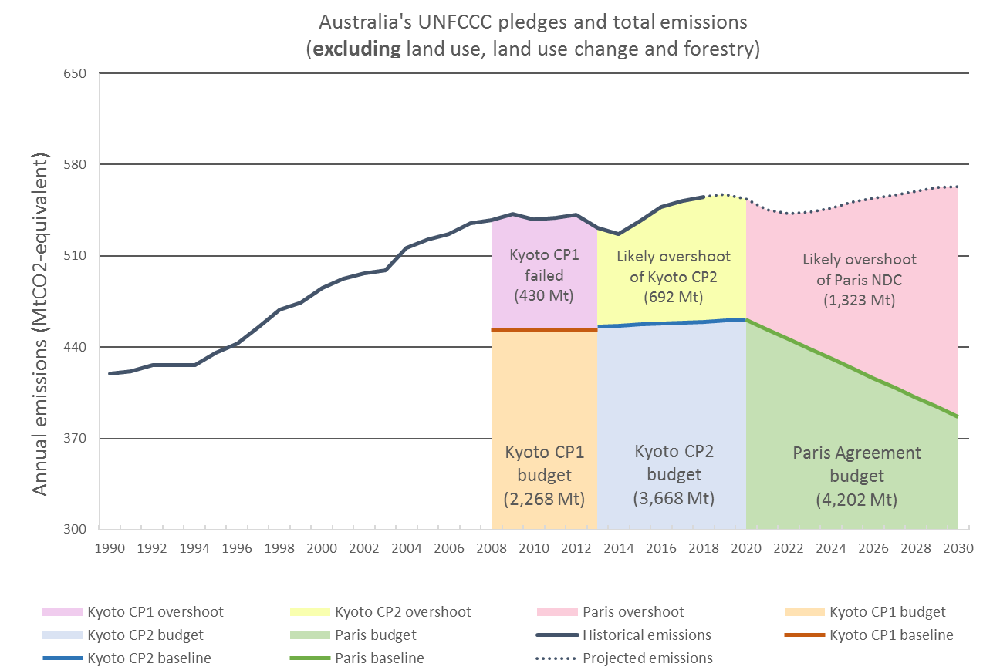 Australia's UNFCCC pledges and total emissions
(excluding land use, land use change and forestry)
Annual emissions (MtCO2-equivalent)
650
580
510
440
370
300
Kyoto CP1
failed
(430 Mt)
Likely overshoot
of Kyoto CP2
(692 Mt)
Likely overshoot
of Paris NDC
(1,323 Mt)
Kyoto CP1
budget
(2,268 Mt)
Kyoto CP2
budget
(3,668 Mt)
Paris Agreement
budget
(4,202 Mt)
1990 1992 1994 1996 1998 2000 2002 2004 2006 2008 2010 2012 2014 2016 2018 2020 2022 2024 2026 2028 2030
Kyoto CP1 overshoot Kyoto CP2 overshoot Paris overshoot Kyoto CP1 budget
Kyoto CP2 budget Paris budget Historical emissions Kyoto CP1 baseline
Kyoto CP2 baseline Paris baseline Projected emissions